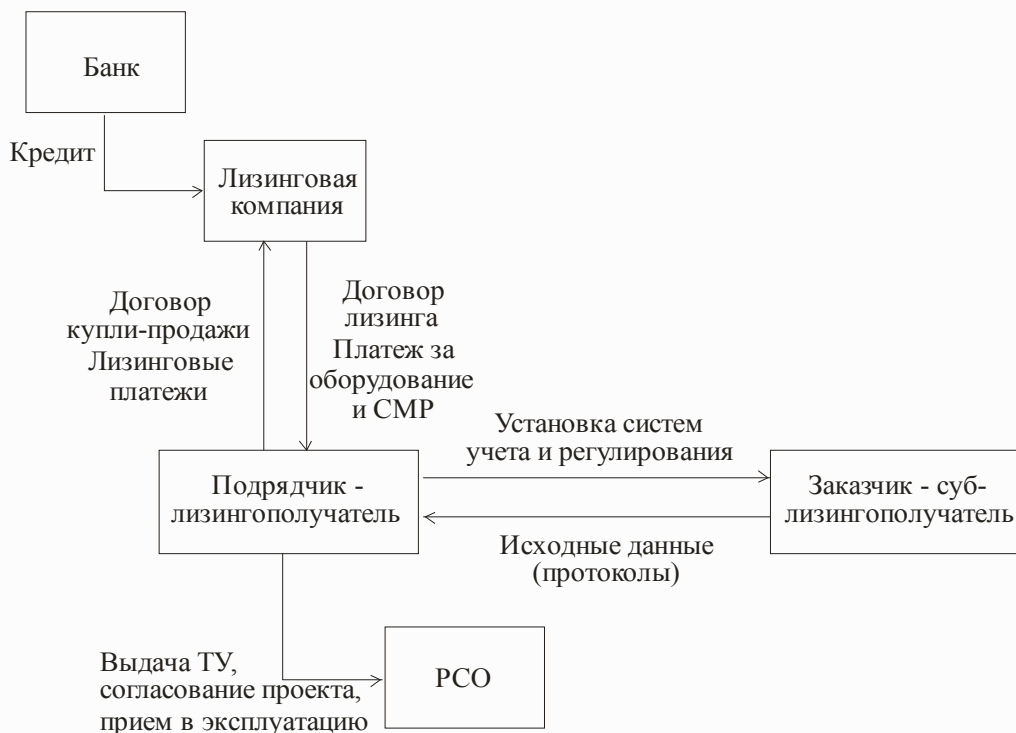 Банк
Кредит
Лизинговая
компания
Договор
купли-продажи
Лизинговые
платежи
Договор
лизинга
Платеж за
оборудование
и СМР
Установка систем
учета и регулирования
Подрядчик -
лизингополучатель
Заказчик - суб-
лизингополучатель
Исходные данные
(протоколы)
Выдача ТУ,
согласование проекта,
прием в эксплуатацию
РСО